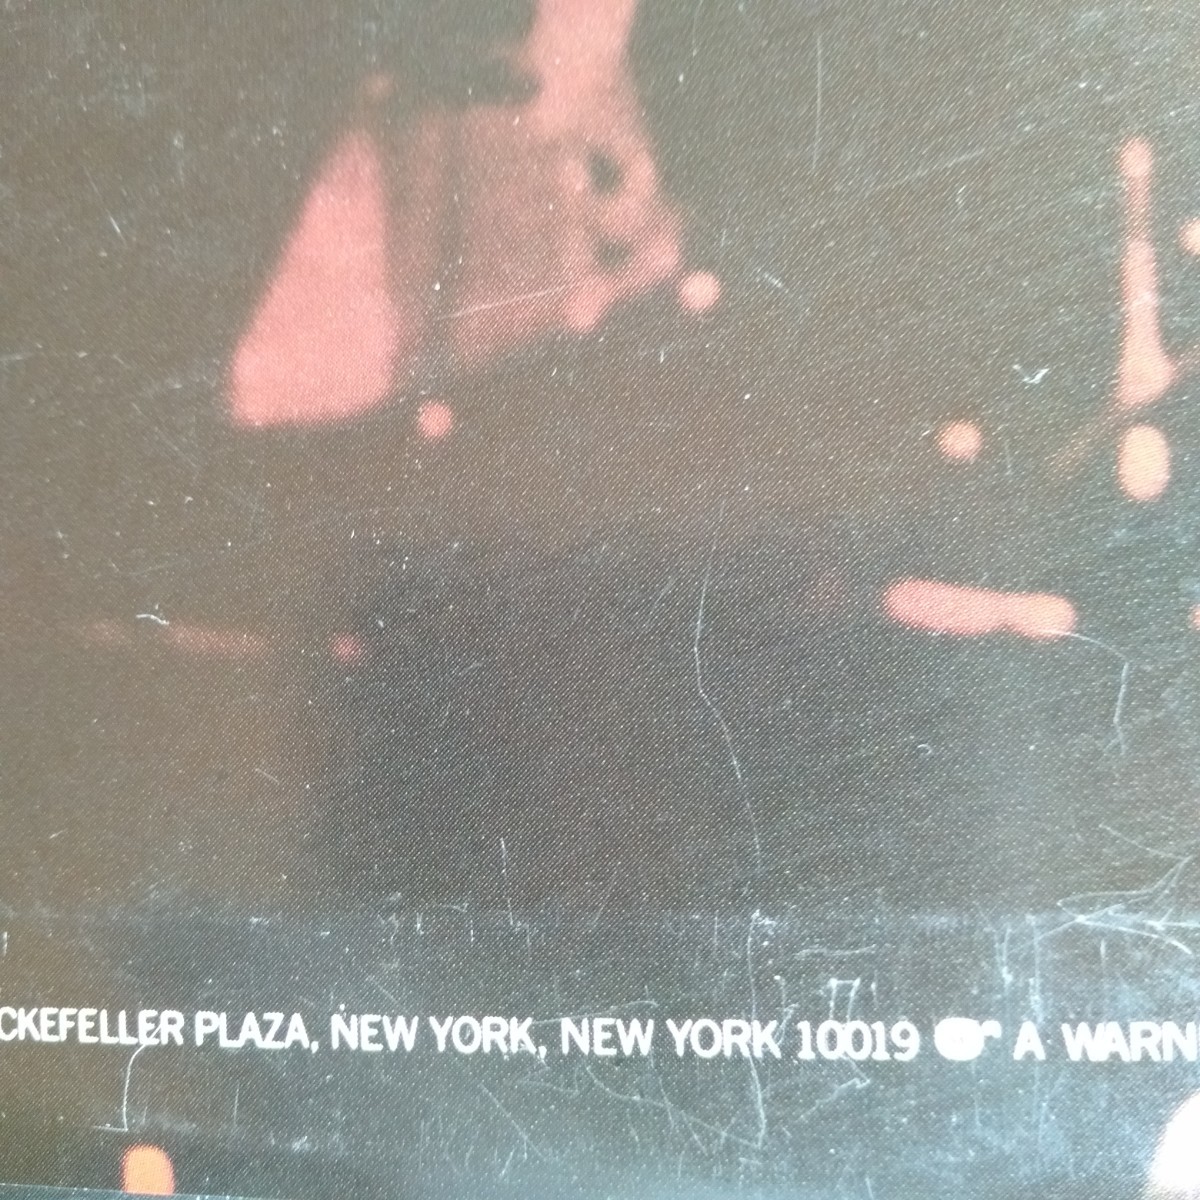 CKEFELLER PLAZA, NEW YORK, NEW YORK 10019 A WARN